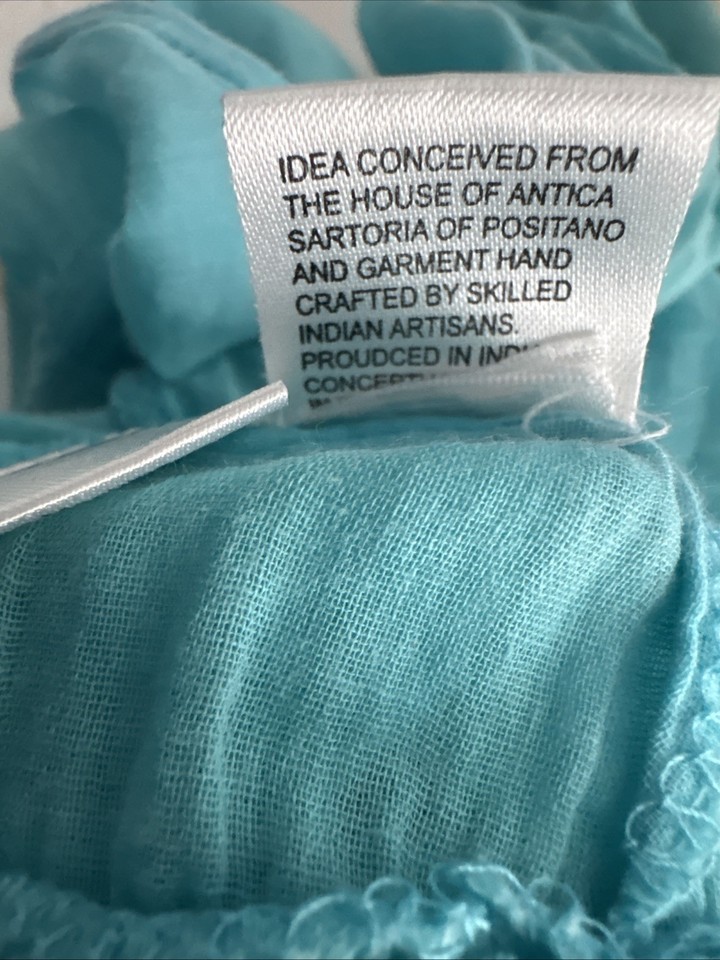 IDEA CONCEIVED FROM
THE HOUSE OF ANTICA
SARTORIA OF POSITANO
AND GARMENT HAND
CRAFTED BY SKILLED
INDIAN ARTISANS.
PROUDCED IN